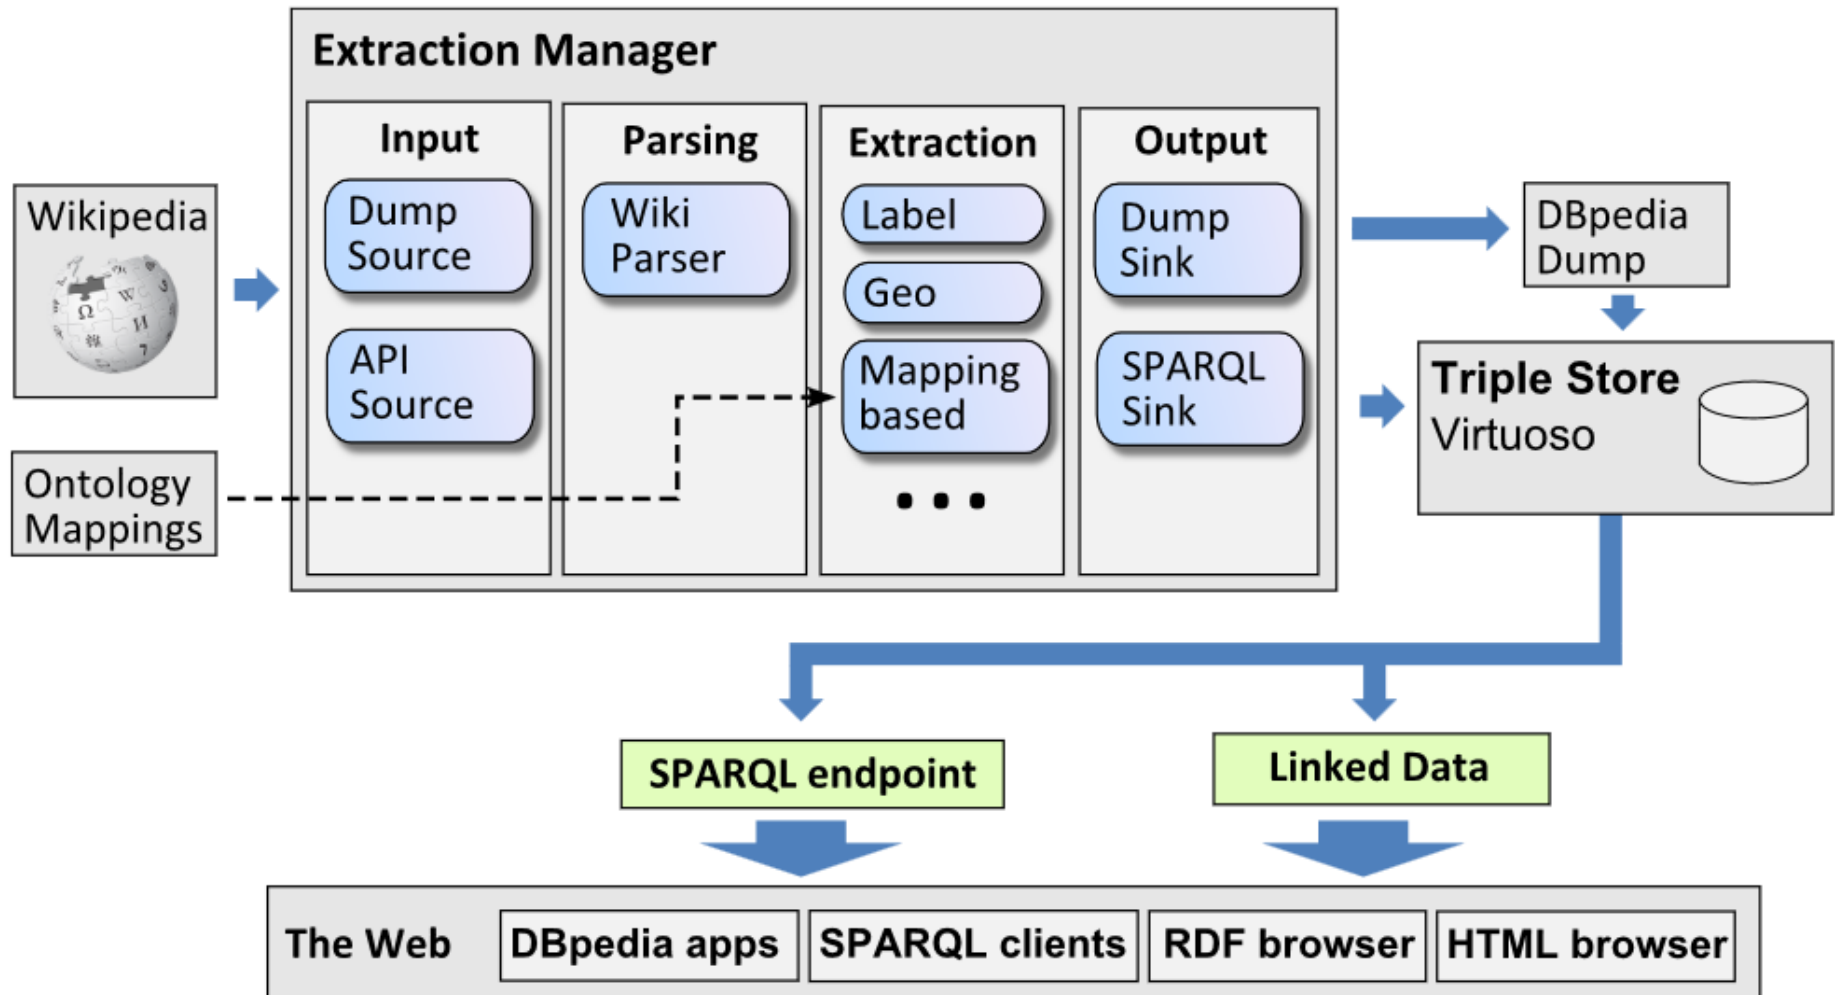 Extraction Manager
Wikipedia
Ontology
Mappings
Input
Dump
Source
API
Source
Parsing
Wiki
Parser
Extraction
Label
Geo
Mapping
based
...
Output
Dump
Sink
SPARQL
Sink
DBpedia
Dump
Triple Store
Virtuoso
SPARQL endpoint
Linked Data
The Web
DBpedia apps
SPARQL clients
RDF browser
HTML browser